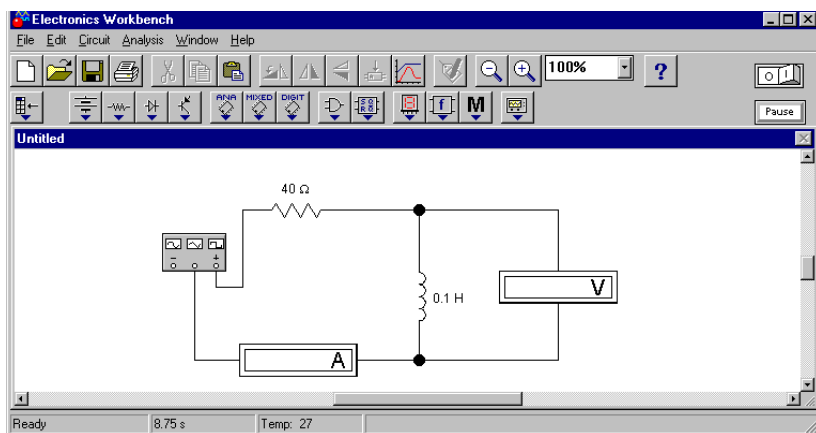 Electronics Workbench
File Edit Circuit Analysis Window Help
100% ?
O I
ANA MIXED DIGIT f M
Pause
Untitled
40 Ω
- +
V
0.1 H
A
Ready 8.75 s Temp: 27